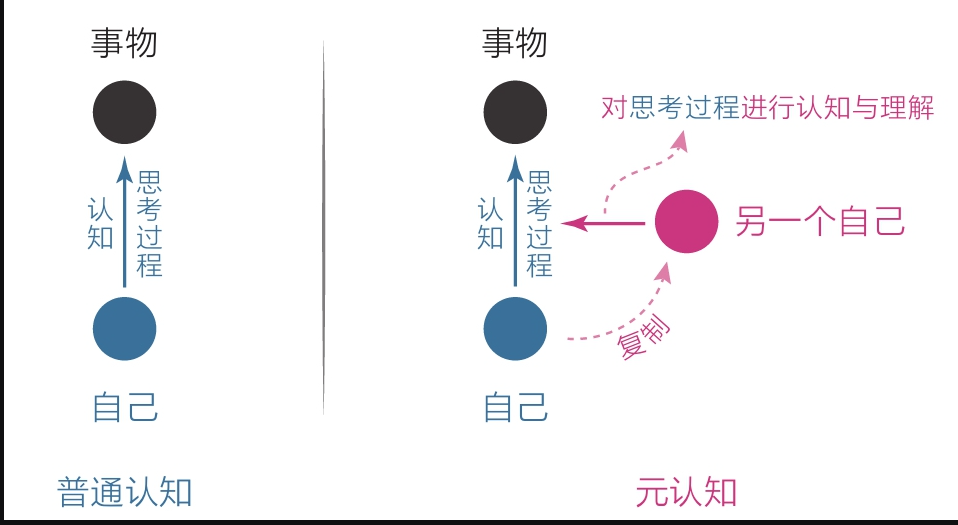 事物
认知
思考过程
自己
普通认知
事物
对思考过程进行认知与理解
认知
思考过程
另一个自己
复制
自己
元认知